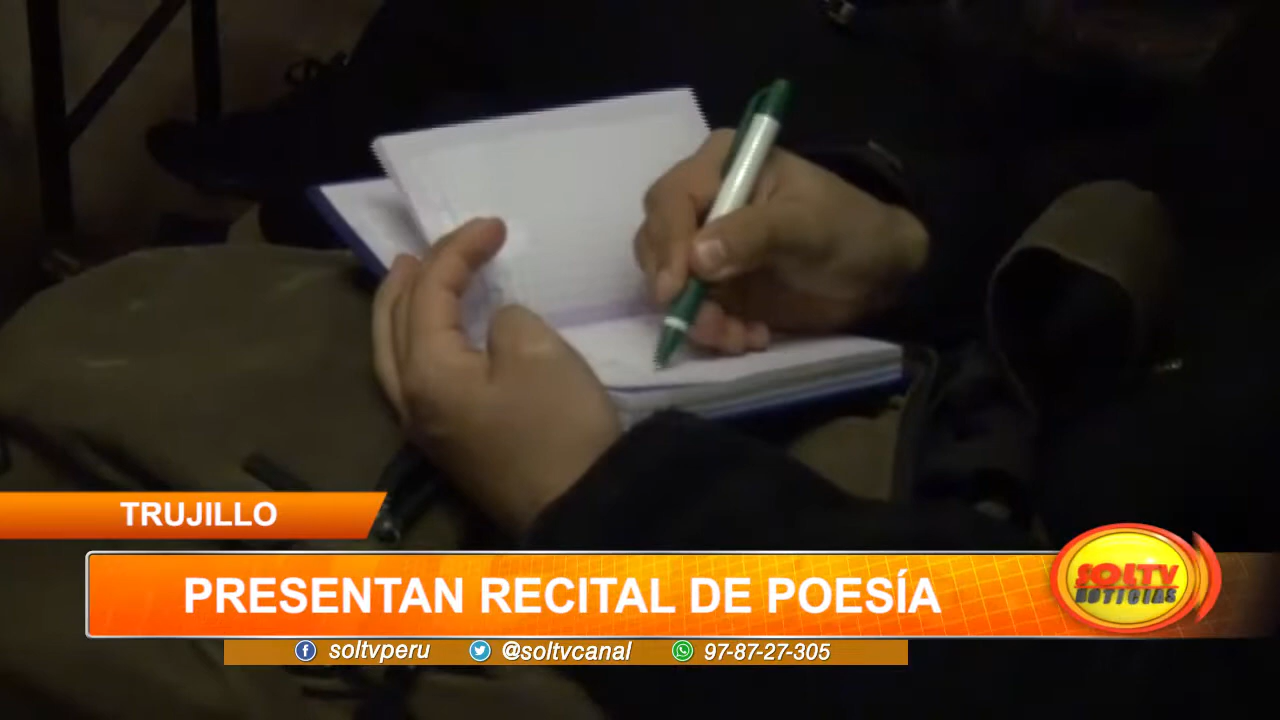 TRUJILLO
PRESENTAN RECITAL DE POESÍA
SOLTV
NOTICIAS
soltvperu @soltvcanal 97-87-27-305